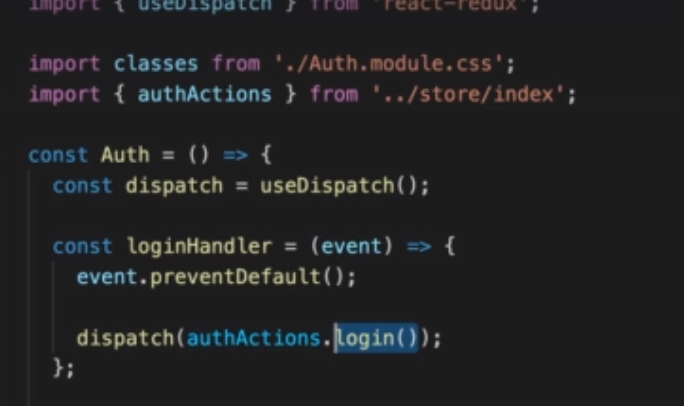 import { useDispatch } from 'react-redux';
import classes from './Auth.module.css';
import { authActions } from '../store/index';
const Auth = () => {
const dispatch = useDispatch();
const loginHandler = (event) => {
event.preventDefault();
dispatch(authActions.login());
};